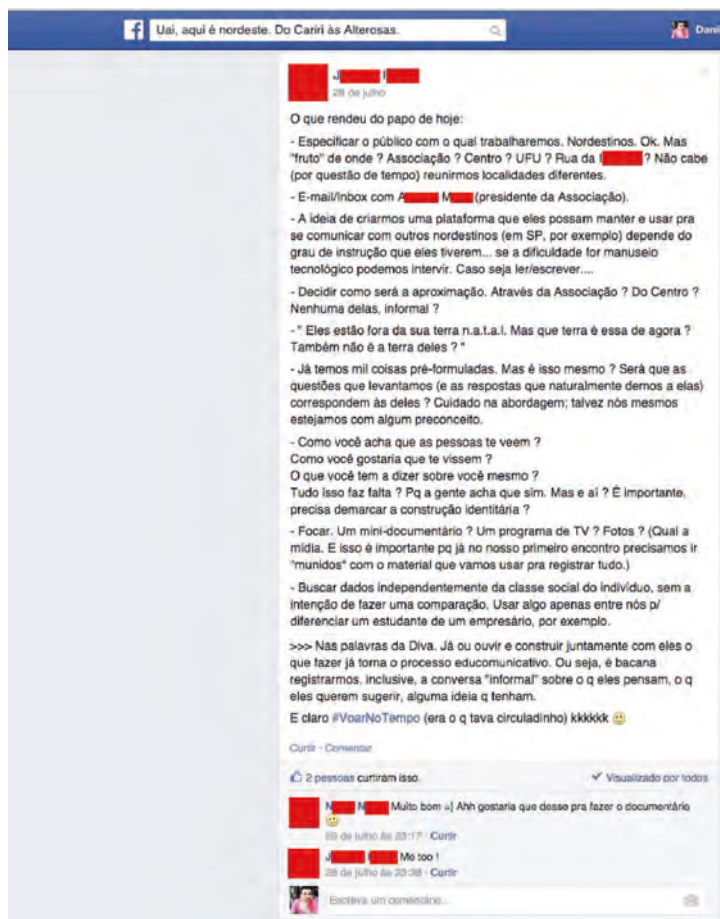 f Uai, aqui é nordeste. Do Cariri às Alterosas.
Dani
J I
28 de julho
O que rendeu do papo de hoje:
- Especificar o público com o qual trabalharemos. Nordestinos. Ok. Mas
"fruto" de onde ? Associação ? Centro ? UFU ? Rua da I ? Não cabe
(por questão de tempo) reunirmos localidades diferentes.
- E-mail/Inbox com A M (presidente da Associação).
- A ideia de criarmos uma plataforma que eles possam manter e usar pra
se comunicar com outros nordestinos (em SP, por exemplo) depende do
grau de instrução que eles tiverem... se a dificuldade for manuseio
tecnológico podemos intervir. Caso seja ler/escrever....
- Decidir como será a aproximação. Através da Associação ? Do Centro ?
Nenhuma delas, informal ?
- " Eles estão fora da sua terra n.a.t.a.l. Mas que terra é essa de agora ?
Também não é a terra deles ? "
- Já temos mil coisas pré-formuladas. Mas é isso mesmo ? Será que as
questões que levantamos (e as respostas que naturalmente demos a elas)
correspondem às deles ? Cuidado na abordagem; talvez nós mesmos
estejamos com algum preconceito.
- Como você acha que as pessoas te veem ?
Como você gostaria que te vissem ?
O que você tem a dizer sobre você mesmo ?
Tudo isso faz falta ? Pq a gente acha que sim. Mas e aí ? É importante,
precisa demarcar a construção identitária ?
- Focar. Um mini-documentário ? Um programa de TV ? Fotos ? (Qual a
mídia. E isso é importante pq já no nosso primeiro encontro precisamos ir
"munidos" com o material que vamos usar pra registrar tudo.)
- Buscar dados independentemente da classe social do indivíduo, sem a
intenção de fazer uma comparação. Usar algo apenas entre nós p/
diferenciar um estudante de um empresário, por exemplo.
>>> Nas palavras da Diva. Já ou ouvir e construir juntamente com eles o
que fazer já torna o processo educomunicativo. Ou seja, é bacana
registrarmos, inclusive, a conversa "informal" sobre o q eles pensam, o q
eles querem sugerir, alguma ideia q tenham.
E claro #VoarNoTempo (era o q tava circuladinho) kkkkkk
Curtir · Comentar
2 pessoas curtiram isso.
Visualizado por todos
N N Muito bom =] Ahh gostaria que desse pra fazer o documentário
de julho às 23:17 · Curtir
J I Me too !
28 de julho às 23:38 · Curtir
Escreva um comentário...